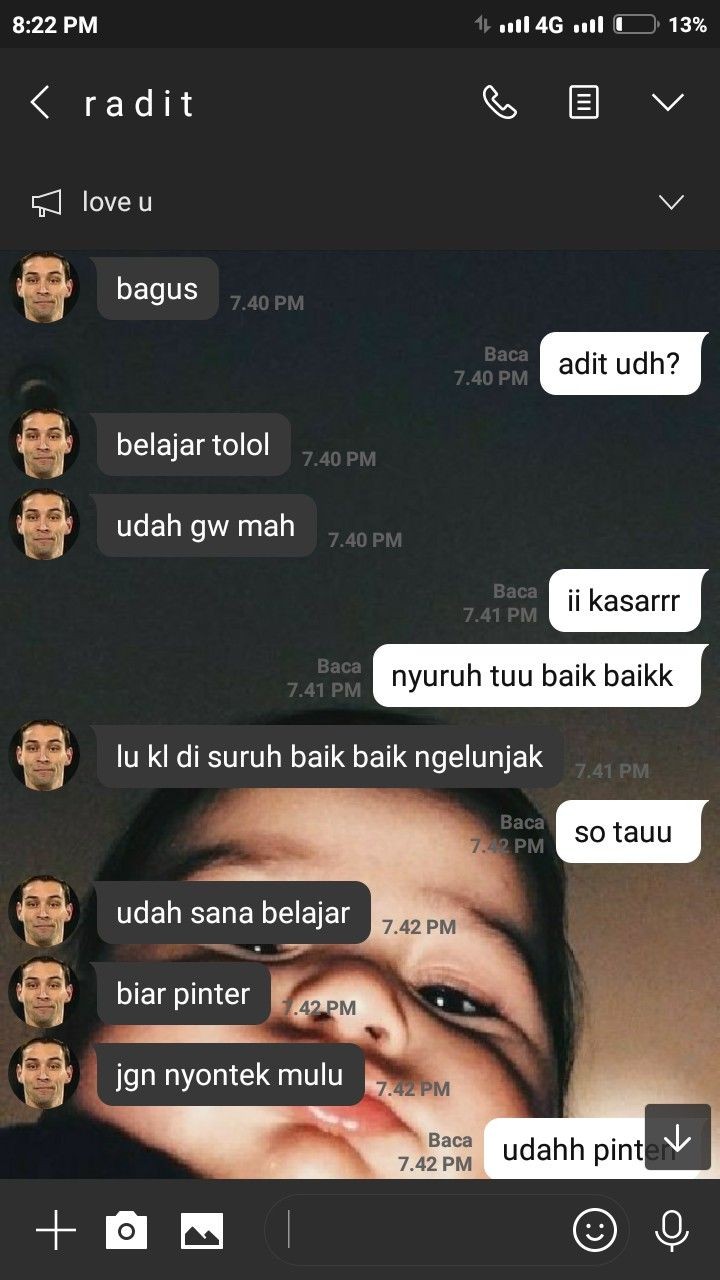 8:22 PM 4G 13%
r a d i t
love u
bagus
7.40 PM
Baca
7.40 PM
adit udh?
belajar tolol
7.40 PM
udah gw mah
7.40 PM
Baca
7.41 PM
ii kasarrr
Baca
7.41 PM
nyuruh tuu baik baikk
lu kl di suruh baik baik ngelunjak
7.41 PM
Baca
7.42 PM
so tauu
udah sana belajar
7.42 PM
biar pinter
7.42 PM
jgn nyontek mulu
7.42 PM
Baca
7.42 PM
udahh pinter